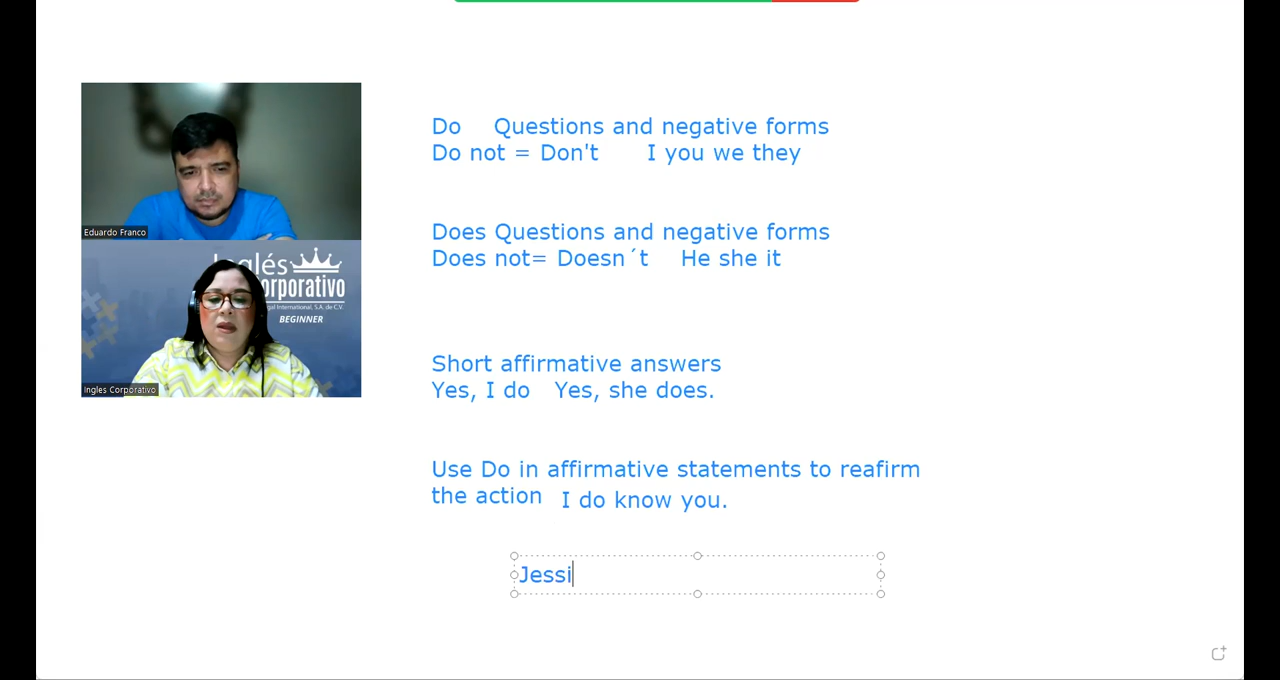 Do Questions and negative forms
Do not = Don't I you we they
Does Questions and negative forms
Does not= Doesn´t He she it
Short affirmative answers
Yes, I do Yes, she does.
Use Do in affirmative statements to reafirm
the action I do know you.
Jessi
Eduardo Franco
Inglés
BEGINNER
Ingles Corporativo